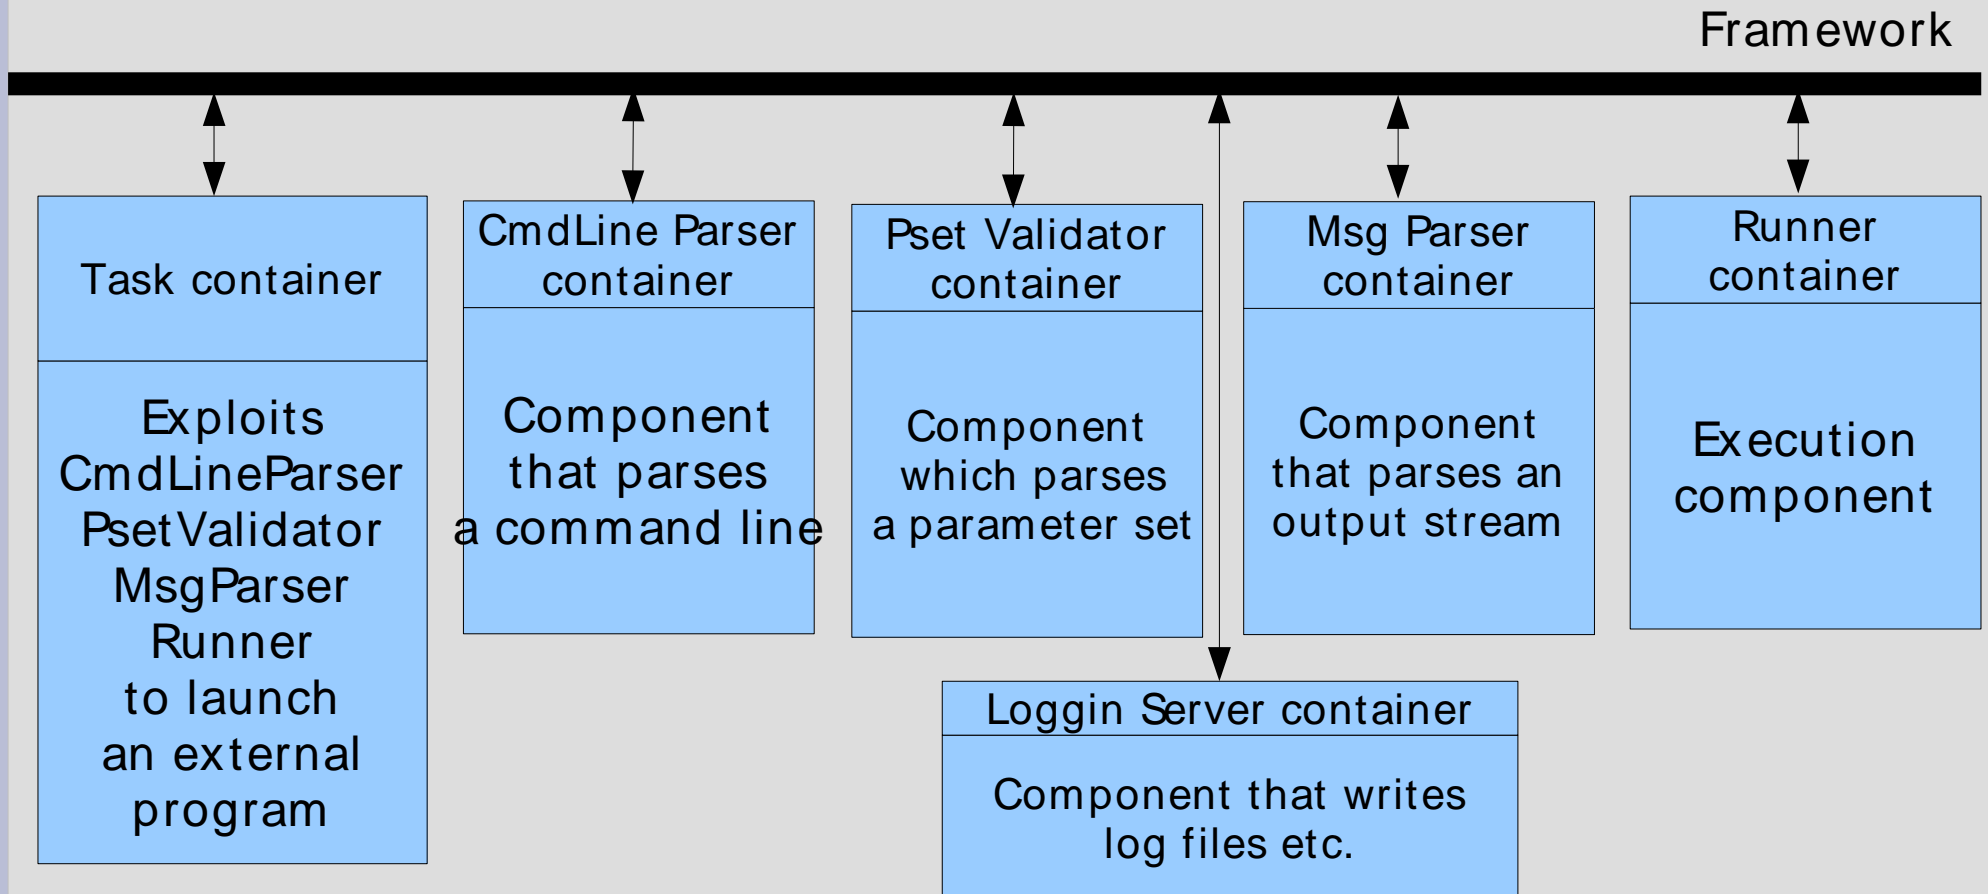 Framework
Task container
Exploits
CmdLineParser
PsetValidator
MsgParser
Runner
to launch
an external
program
CmdLine Parser
container
Component
that parses
a command line
Pset Validator
container
Component
which parses
a parameter set
Msg Parser
container
Component
that parses an
output stream
Runner
container
Execution
component
Loggin Server container
Component that writes
log files etc.